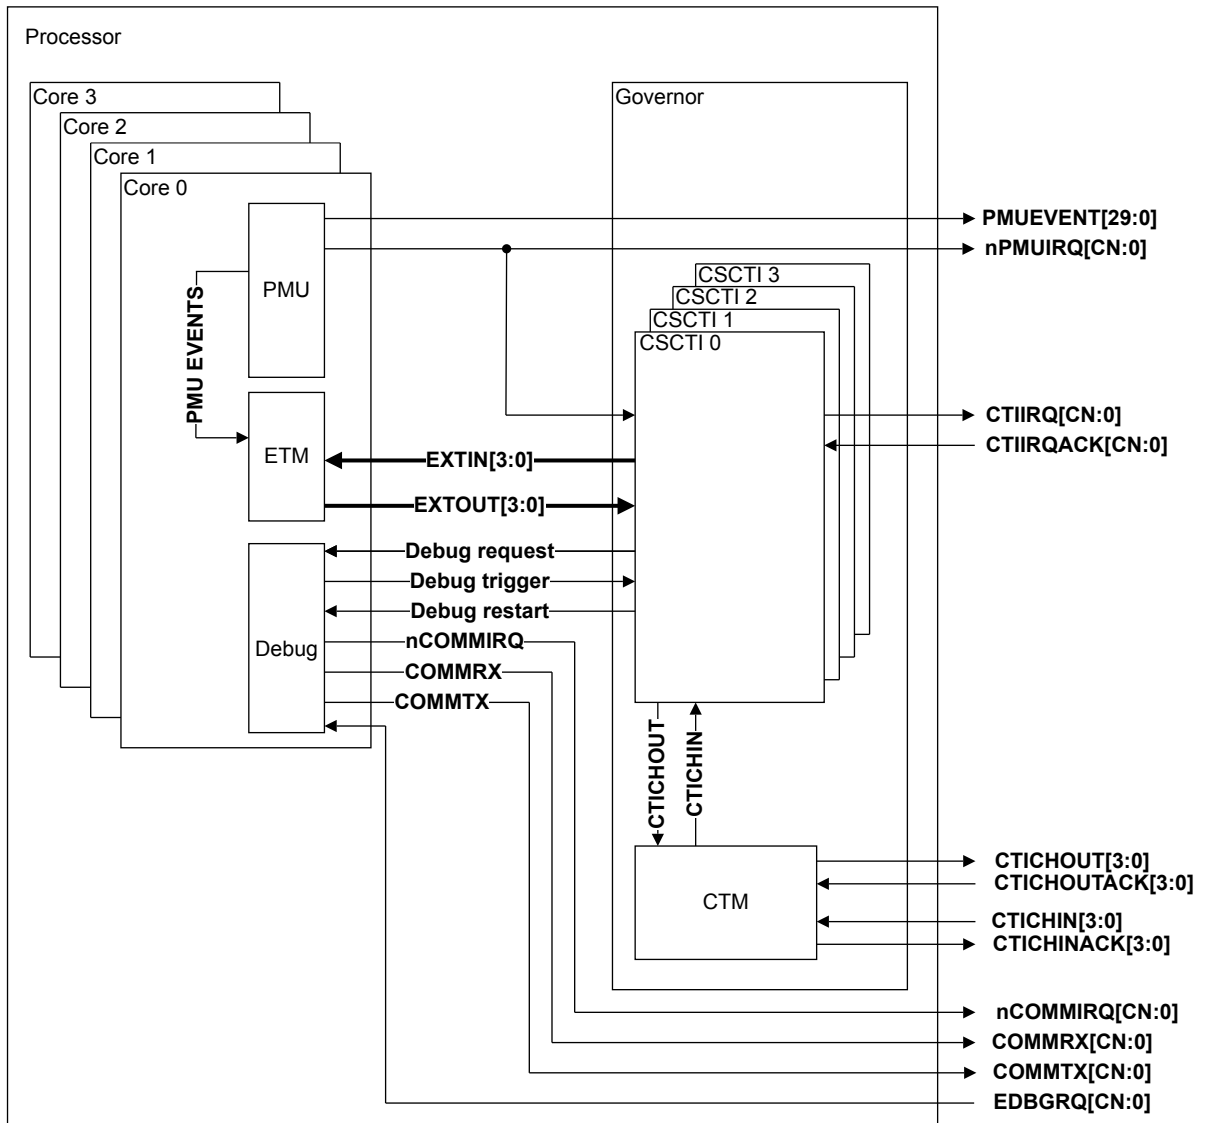 Processor
Core 3
Core 2
Core 1
Core 0
Governor
PMUEVENT[29:0]
nPMUIRQ[CN:0]
PMU
PMU EVENTS
CSCTI 3
CSCTI 2
CSCTI 1
CSCTI 0
CTIIRQ[CN:0]
CTIIRQACK[CN:0]
ETM
EXTIN[3:0]
EXTOUT[3:0]
Debug request
Debug trigger
Debug restart
nCOMMIRQ
Debug
COMMRX
COMMTX
CTICHOUT
CTICHIN
CTM
CTICHOUT[3:0]
CTICHOUTACK[3:0]
CTICHIN[3:0]
CTICHINACK[3:0]
nCOMMIRQ[CN:0]
COMMRX[CN:0]
COMMTX[CN:0]
EDBGRQ[CN:0]